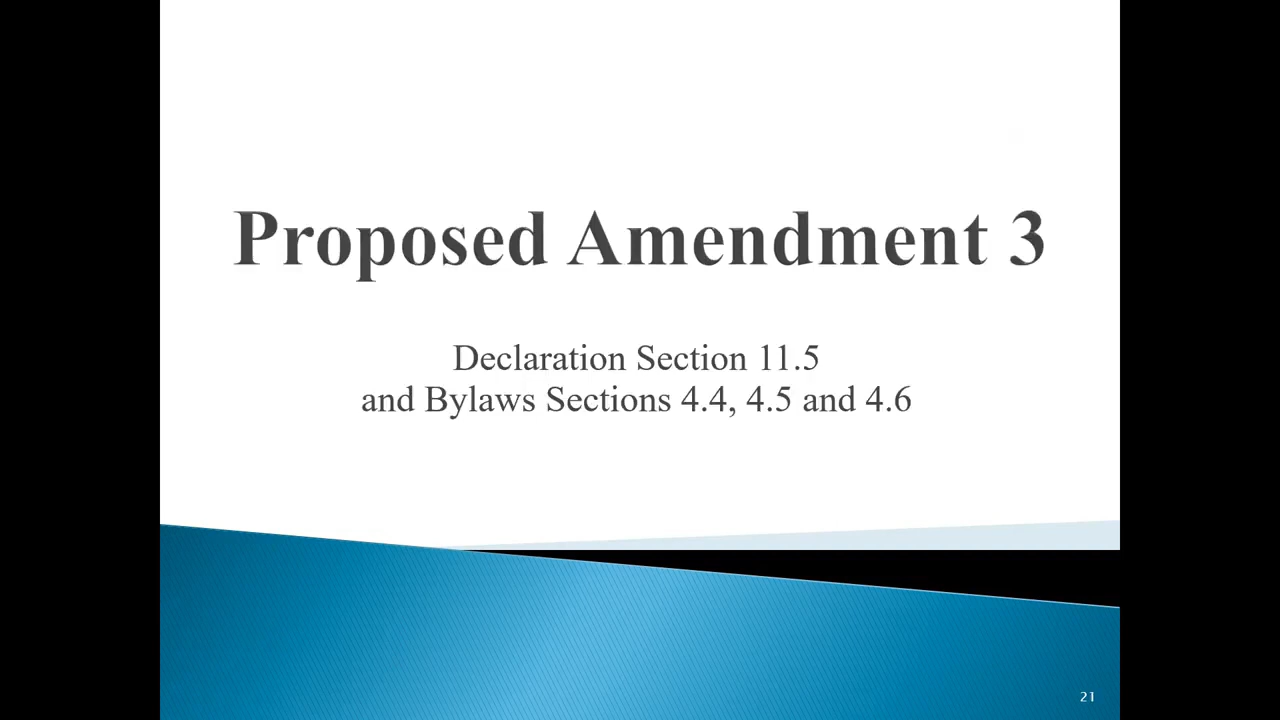 Proposed Amendment 3
Declaration Section 11.5
and Bylaws Sections 4.4, 4.5 and 4.6
21